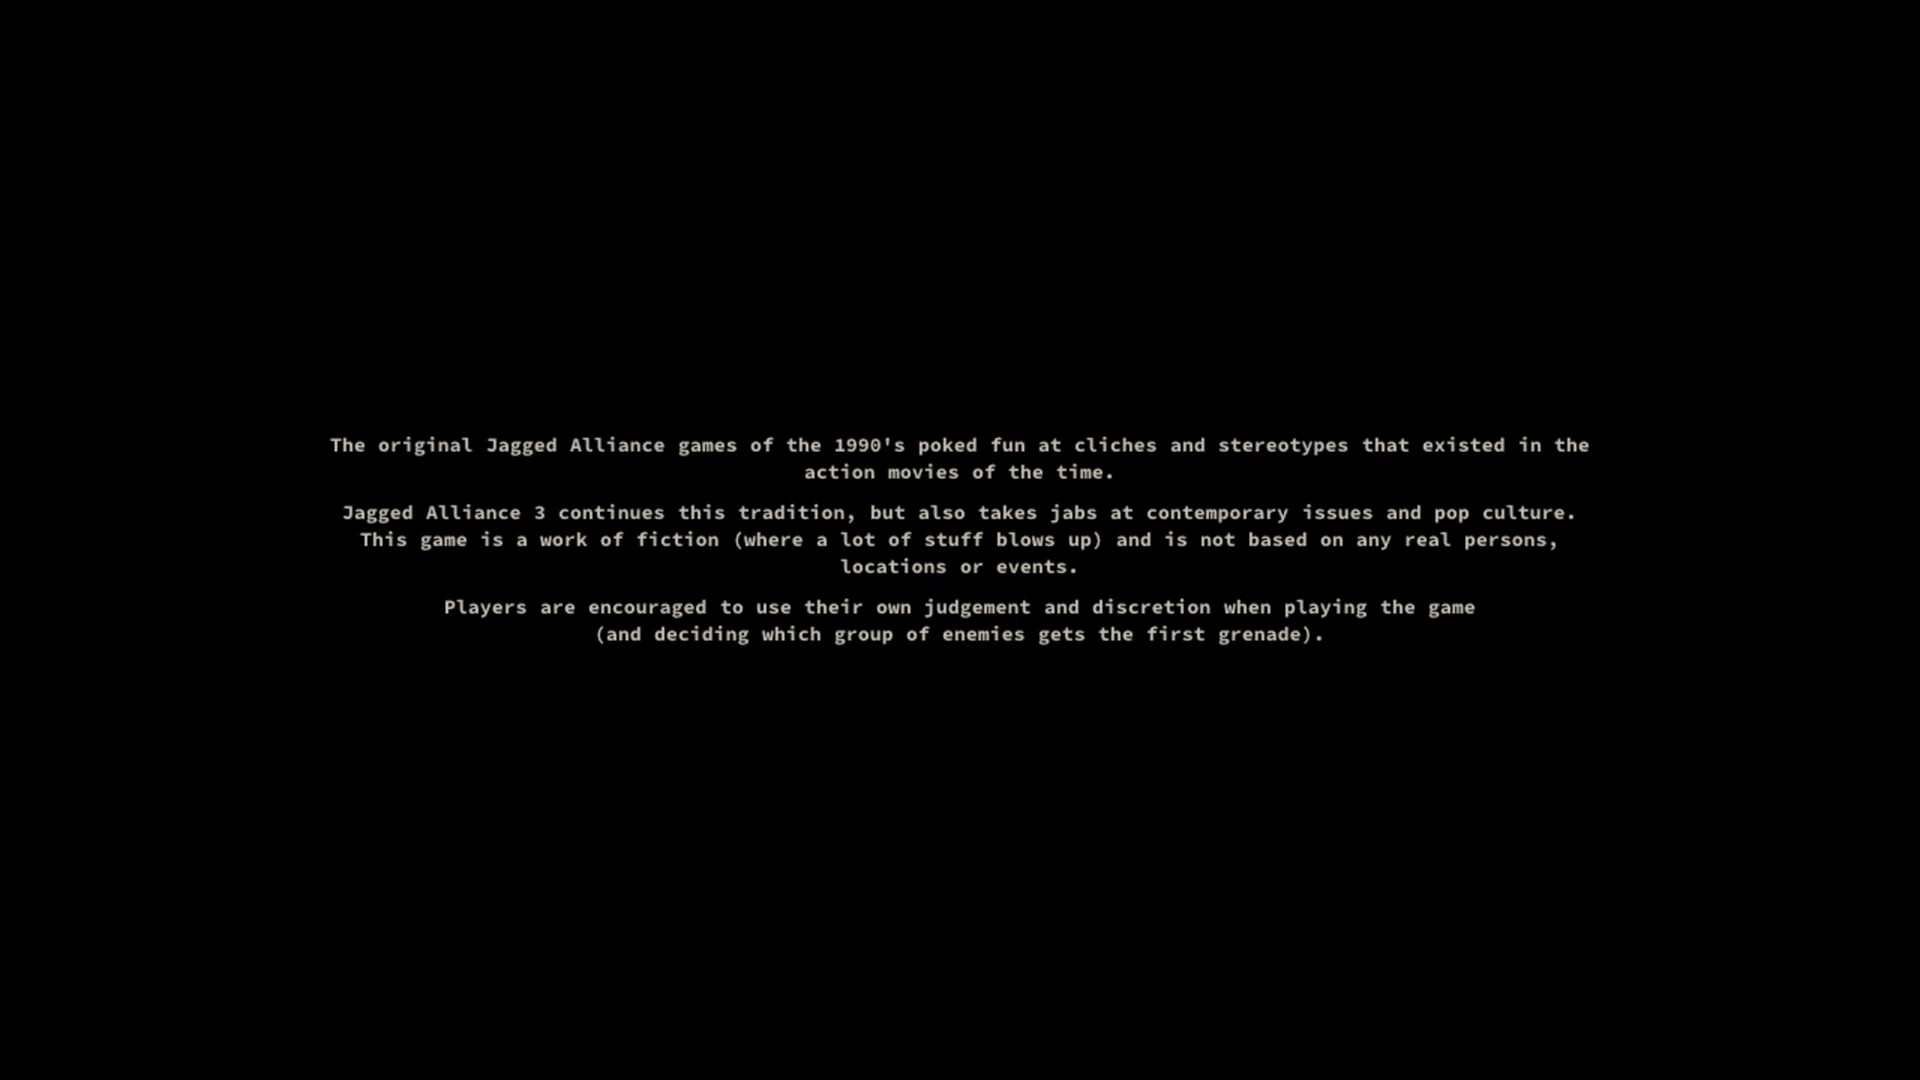 The original Jagged Alliance games of the 1990's poked fun at cliches and stereotypes that existed in the
action movies of the time.
Jagged Alliance 3 continues this tradition, but also takes jabs at contemporary issues and pop culture.
This game is a work of fiction (where a lot of stuff blows up) and is not based on any real persons,
locations or events.
Players are encouraged to use their own judgement and discretion when playing the game
(and deciding which group of enemies gets the first grenade).